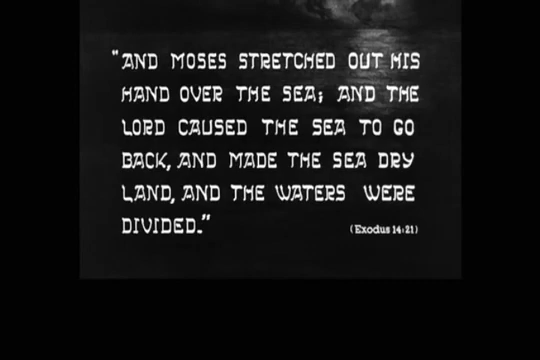 "AND MOSES STRETCHED OUT HIS
HAND OVER THE SEA; AND THE
LORD CAUSED THE SEA TO GO
BACK, AND MADE THE SEA DRY
LAND, AND THE WATERS WERE
DIVIDED."
(Exodus 14:21)